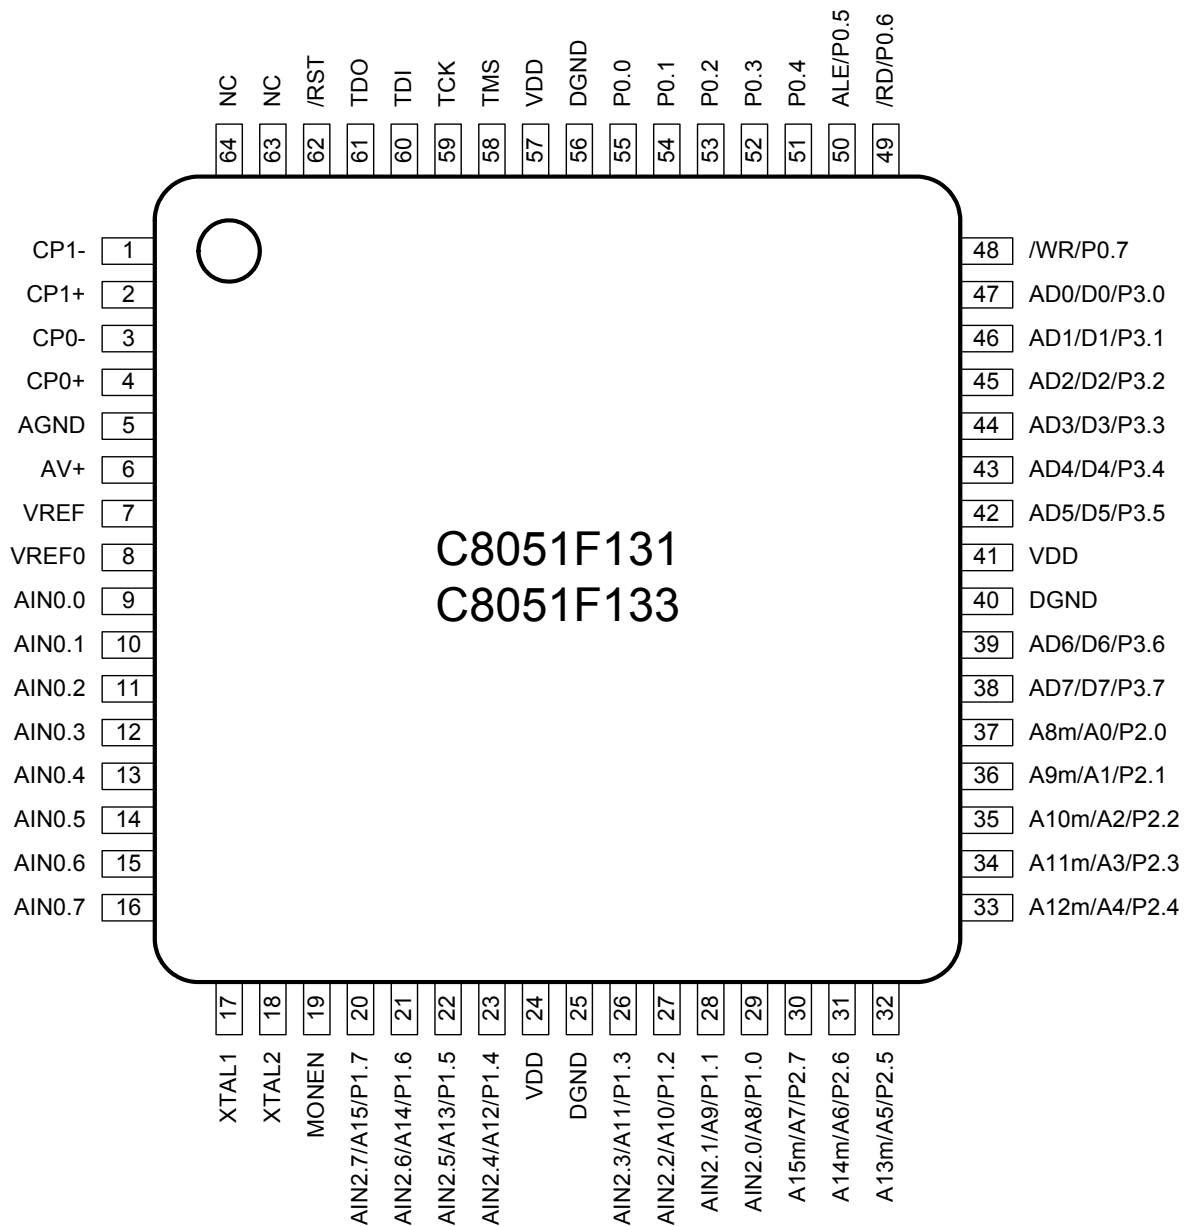 NC
NC
/RST
TDO
TDI
TCK
TMS
VDD
DGND
P0.0
P0.1
P0.2
P0.3
P0.4
ALE/P0.5
/RD/P0.6
64
63
62
61
60
59
58
57
56
55
54
53
52
51
50
49
CP1- 1
CP1+ 2
CP0- 3
CP0+ 4
AGND 5
AV+ 6
VREF 7
VREF0 8
AIN0.0 9
AIN0.1 10
AIN0.2 11
AIN0.3 12
AIN0.4 13
AIN0.5 14
AIN0.6 15
AIN0.7 16
C8051F131
C8051F133
48 /WR/P0.7
47 AD0/D0/P3.0
46 AD1/D1/P3.1
45 AD2/D2/P3.2
44 AD3/D3/P3.3
43 AD4/D4/P3.4
42 AD5/D5/P3.5
41 VDD
40 DGND
39 AD6/D6/P3.6
38 AD7/D7/P3.7
37 A8m/A0/P2.0
36 A9m/A1/P2.1
35 A10m/A2/P2.2
34 A11m/A3/P2.3
33 A12m/A4/P2.4
17
18
19
20
21
22
23
24
25
26
27
28
29
30
31
32
XTAL1
XTAL2
MONEN
AIN2.7/A15/P1.7
AIN2.6/A14/P1.6
AIN2.5/A13/P1.5
AIN2.4/A12/P1.4
VDD
DGND
AIN2.3/A11/P1.3
AIN2.2/A10/P1.2
AIN2.1/A9/P1.1
AIN2.0/A8/P1.0
A15m/A7/P2.7
A14m/A6/P2.6
A13m/A5/P2.5